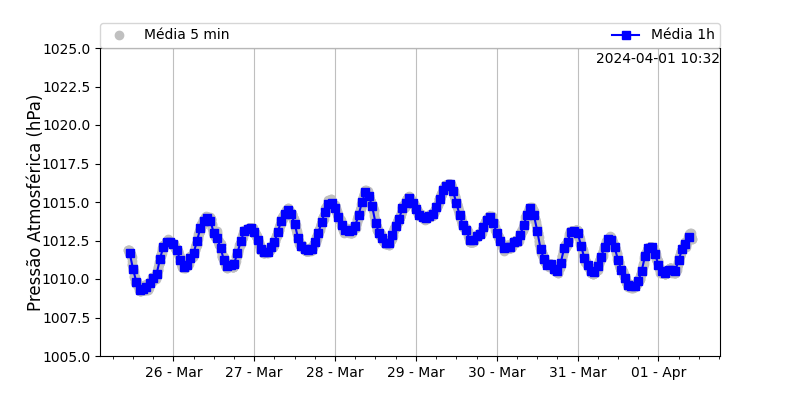 Média 5 min
Média 1h
2024-04-01 10:32
Pressão Atmosférica (hPa)
1025.0
1022.5
1020.0
1017.5
1015.0
1012.5
1010.0
1007.5
1005.0
26 - Mar
27 - Mar
28 - Mar
29 - Mar
30 - Mar
31 - Mar
01 - Apr